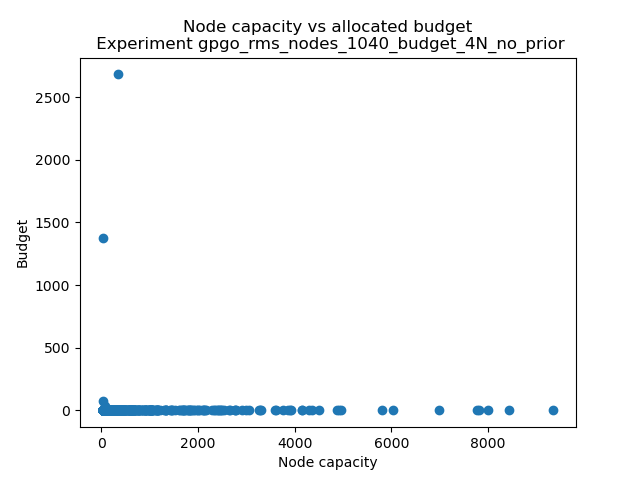 Node capacity vs allocated budget
Experiment gpgo_rms_nodes_1040_budget_4N_no_prior
2500
2000
1500
1000
500
0
Budget
0 2000 4000 6000 8000
Node capacity